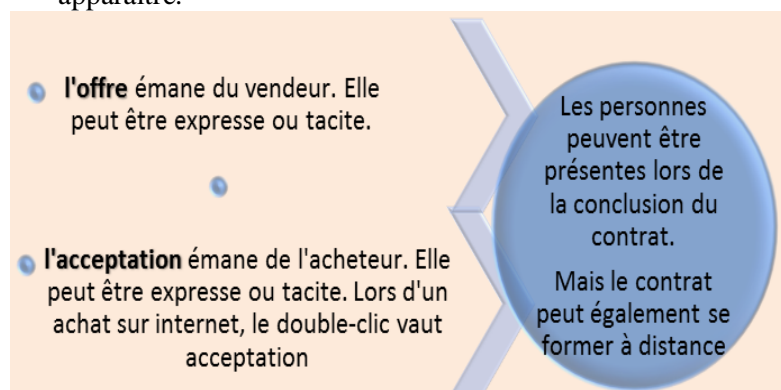 apparaître.
l'offre émane du vendeur. Elle
peut être expresse ou tacite.
l'acceptation émane de l'acheteur. Elle
peut être expresse ou tacite. Lors d'un
achat sur internet, le double-clic vaut
acceptation
Les personnes
peuvent être
présentes lors de
la conclusion du
contrat.
Mais le contrat
peut également se
former à distance